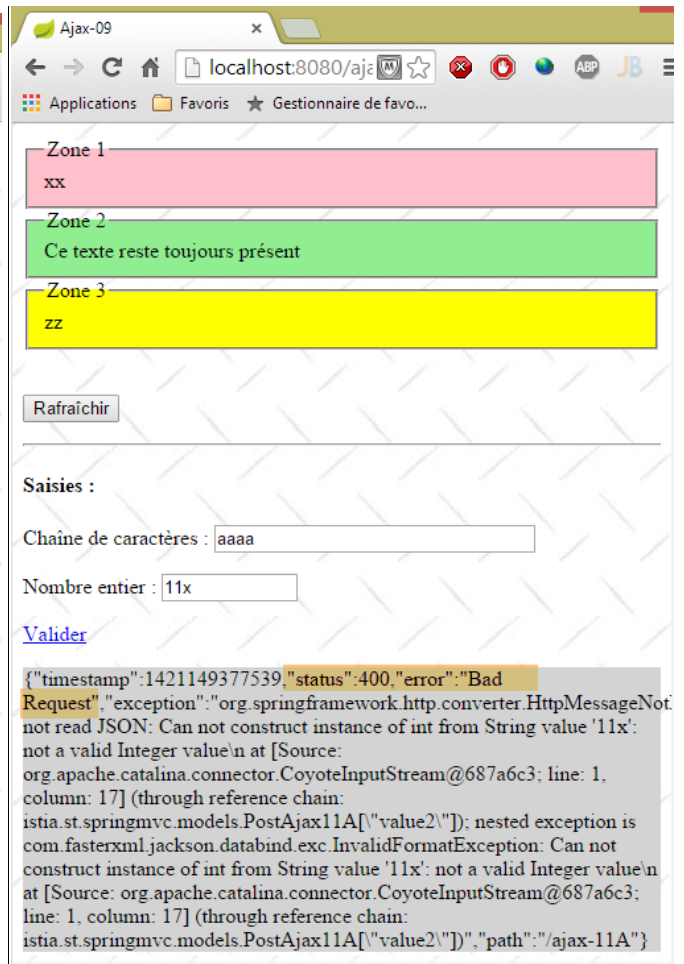 Ajax-09
localhost:8080/aja
ABP
JB
Applications Favoris Gestionnaire de favo...
Zone 1
xx
Zone 2
Ce texte reste toujours présent
Zone 3
zz
Rafraîchir
Saisies :
Chaîne de caractères : aaaa
Nombre entier : 11x
Valider
{"timestamp":1421149377539,"status":400,"error":"Bad
Request","exception":"org.springframework.http.converter.HttpMessageNot
not read JSON: Can not construct instance of int from String value '11x':
not a valid Integer value\n at [Source:
org.apache.catalina.connector.CoyoteInputStream@687a6c3; line: 1,
column: 17] (through reference chain:
istia.st.springmvc.models.PostAjax11A[\"value2\"]); nested exception is
com.fasterxml.jackson.databind.exc.InvalidFormatException: Can not
construct instance of int from String value '11x': not a valid Integer value\n
at [Source: org.apache.catalina.connector.CoyoteInputStream@687a6c3;
line: 1, column: 17] (through reference chain:
istia.st.springmvc.models.PostAjax11A[\"value2\"])","path":"/ajax-11A"}